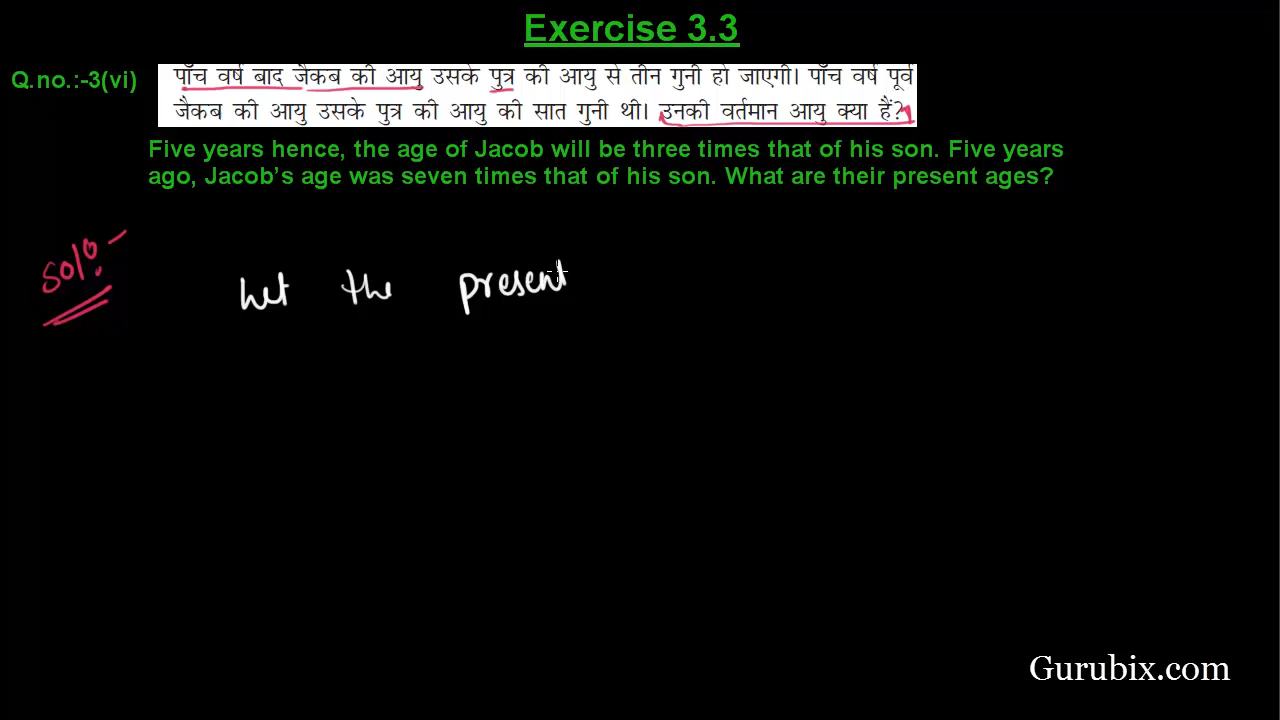 Exercise 3.3
Q.no.:-3(vi)
पाँच वर्ष बाद जैकब की आयु उसके पुत्र की आयु से तीन गुनी हो जाएगी। पाँच वर्ष पूर्व
जैकब की आयु उसके पुत्र की आयु की सात गुनी थी। उनकी वर्तमान आयु क्या हैं?
Five years hence, the age of Jacob will be three times that of his son. Five years
ago, Jacob's age was seven times that of his son. What are their present ages?
Solo:-
Let the present
Gurubix.com